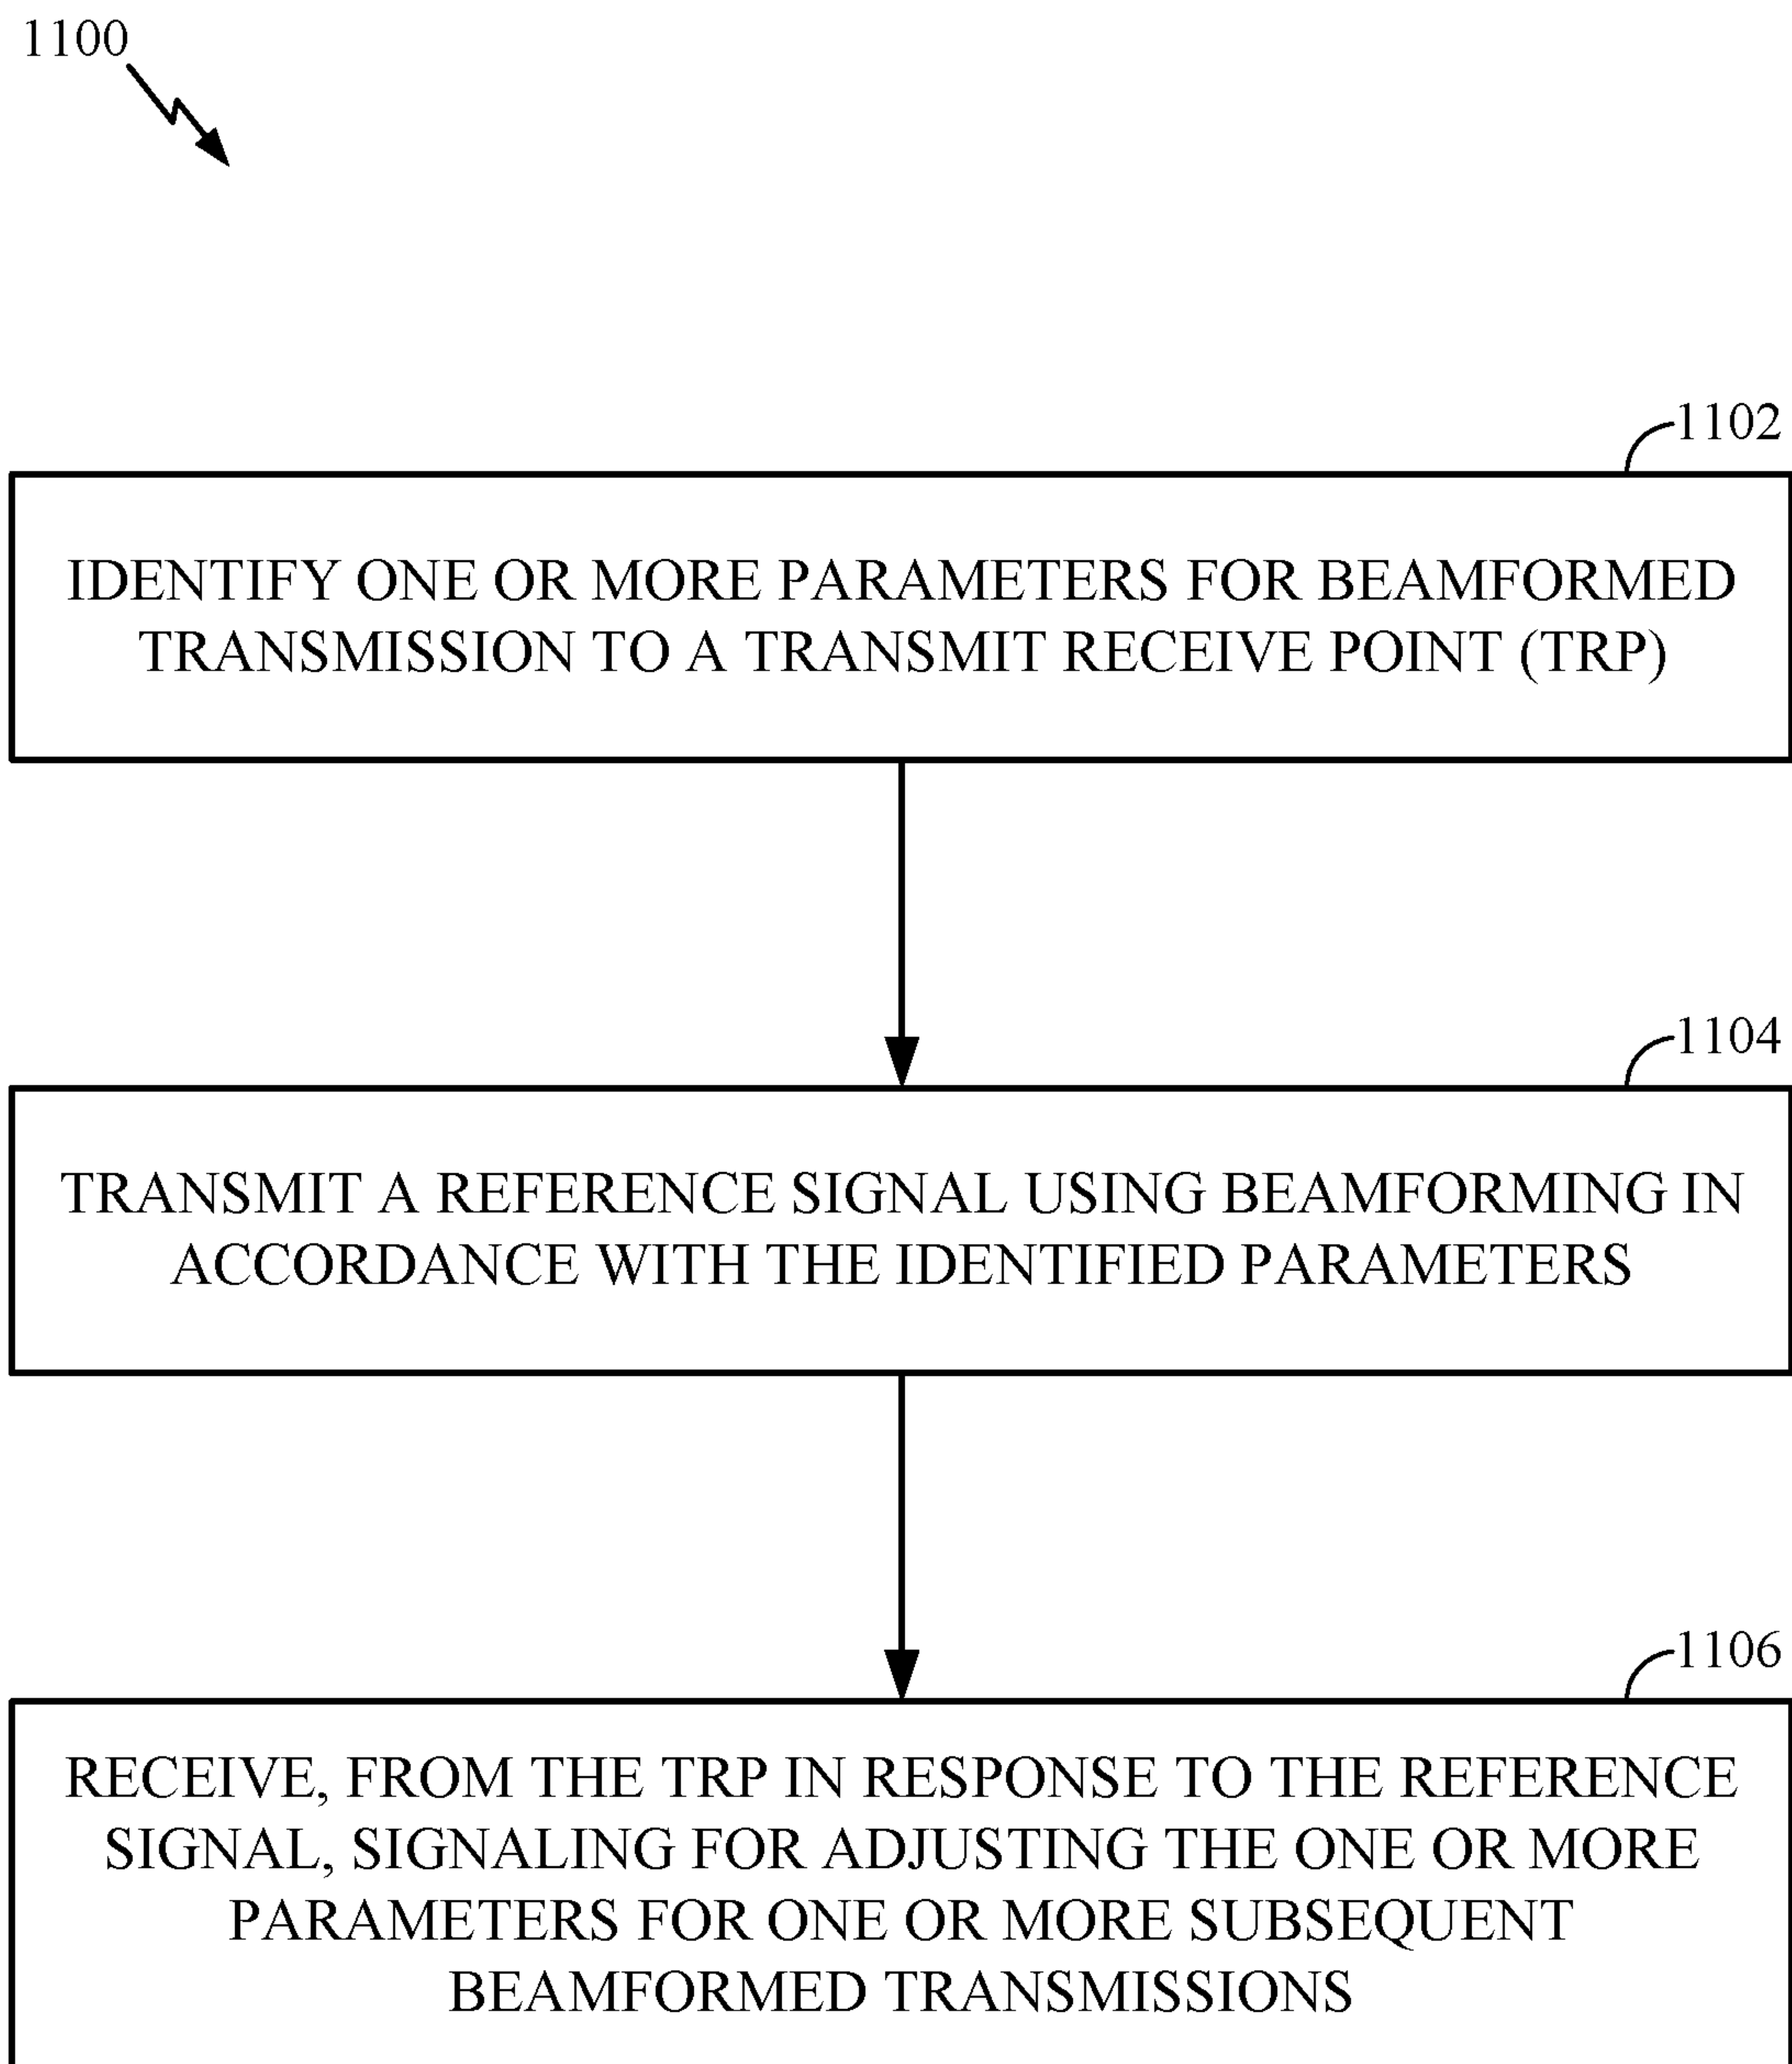 1100
1102
IDENTIFY ONE OR MORE PARAMETERS FOR BEAMFORMED
TRANSMISSION TO A TRANSMIT RECEIVE POINT (TRP)
1104
TRANSMIT A REFERENCE SIGNAL USING BEAMFORMING IN
ACCORDANCE WITH THE IDENTIFIED PARAMETERS
1106
RECEIVE, FROM THE TRP IN RESPONSE TO THE REFERENCE
SIGNAL, SIGNALING FOR ADJUSTING THE ONE OR MORE
PARAMETERS FOR ONE OR MORE SUBSEQUENT
BEAMFORMED TRANSMISSIONS